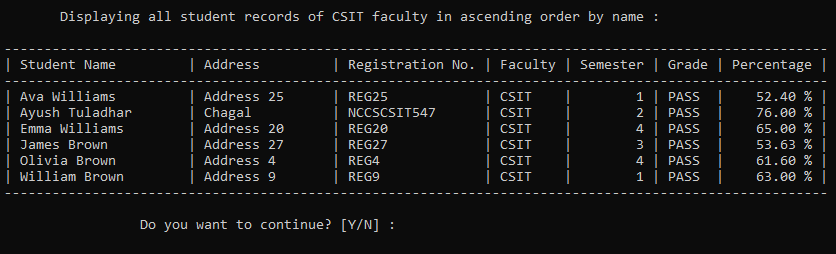 Displaying all student records of CSIT faculty in ascending order by name :
--------------------------------------------------------------------------------------------------------
| Student Name | Address | Registration No. | Faculty | Semester | Grade | Percentage |
--------------------------------------------------------------------------------------------------------
| Ava Williams | Address 25 | REG25 | CSIT | 1 | PASS | 52.40 % |
| Ayush Tuladhar | Chagal | NCCSCSIT547 | CSIT | 2 | PASS | 76.00 % |
| Emma Williams | Address 20 | REG20 | CSIT | 4 | PASS | 65.00 % |
| James Brown | Address 27 | REG27 | CSIT | 3 | PASS | 53.63 % |
| Olivia Brown | Address 4 | REG4 | CSIT | 4 | PASS | 61.60 % |
| William Brown | Address 9 | REG9 | CSIT | 1 | PASS | 63.00 % |
--------------------------------------------------------------------------------------------------------
Do you want to continue? [Y/N] :